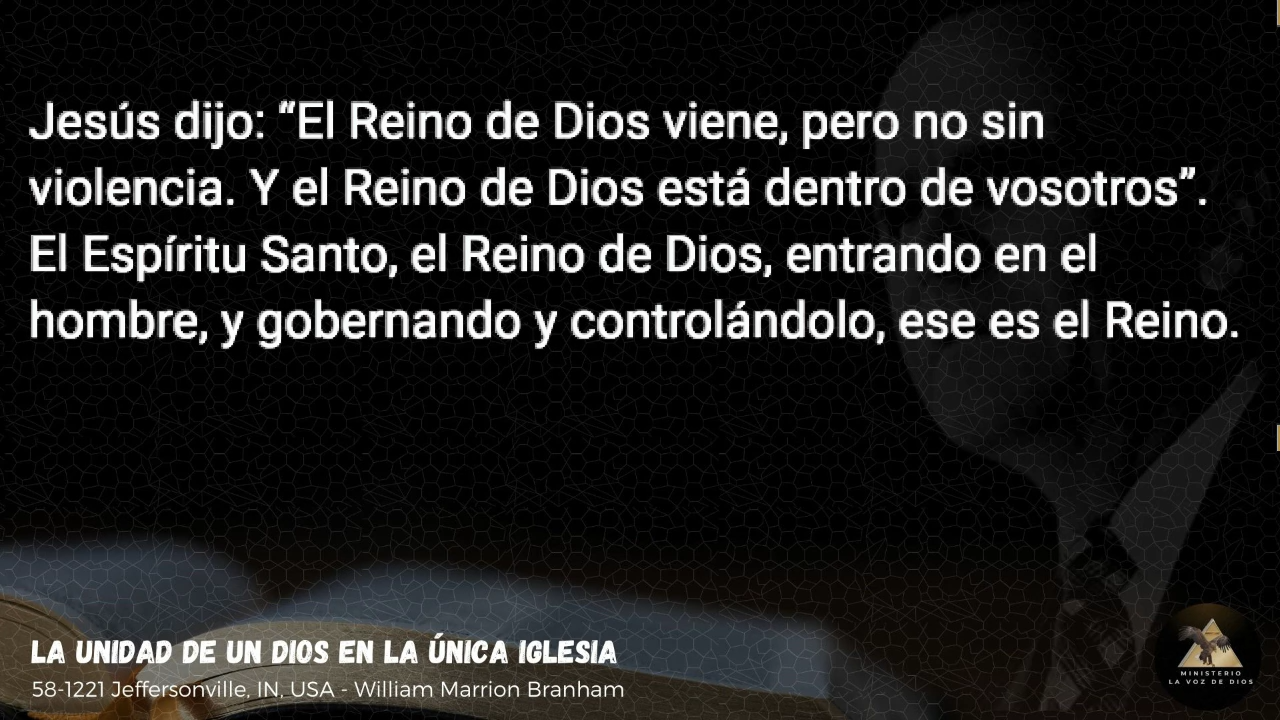 Jesús dijo: “El Reino de Dios viene, pero no sin
violencia. Y el Reino de Dios está dentro de vosotros”.
El Espíritu Santo, el Reino de Dios, entrando en el
hombre, y gobernando y controlándolo, ese es el Reino.
LA UNIDAD DE UN DIOS EN LA ÚNICA IGLESIA
58-1221 Jeffersonville, IN, USA - William Marrion Branham
MINISTERIO
LA VOZ DE DIOS